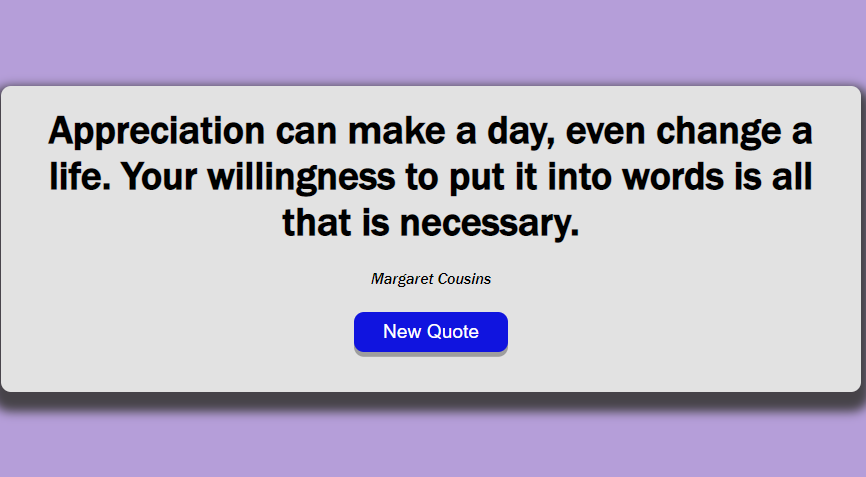 Appreciation can make a day, even change a
life. Your willingness to put it into words is all
that is necessary.
Margaret Cousins
New Quote